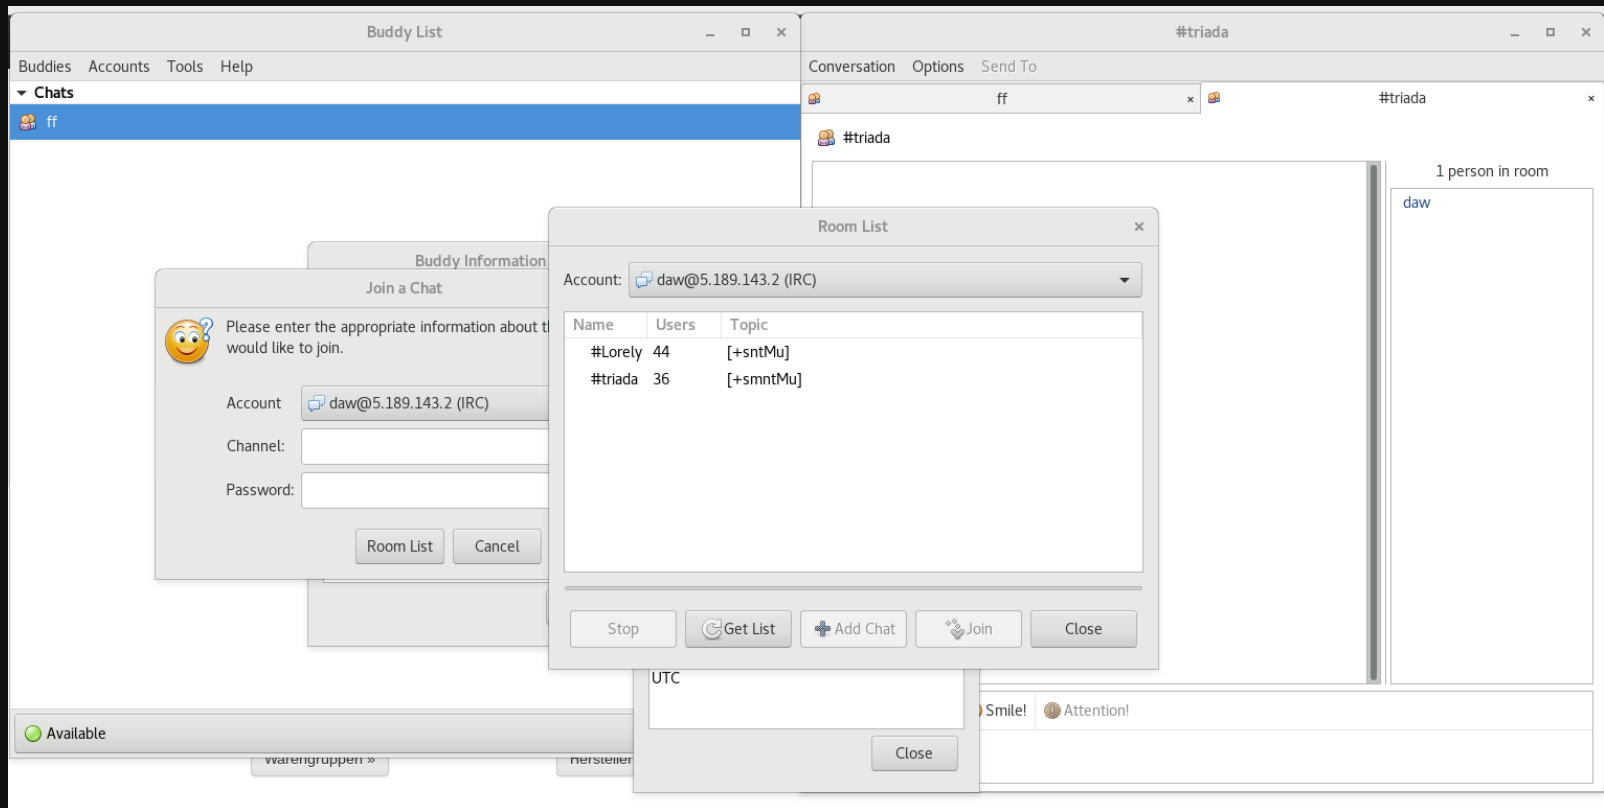 Buddy List
Buddies Accounts Tools Help
Chats
ff
#triada
Conversation Options Send To
ff
#triada
#triada
1 person in room
daw
Buddy Information
Join a Chat
Please enter the appropriate information about
would like to join.
Account daw@5.189.143.2 (IRC)
Channel:
Password:
Room List Cancel
Room List
Account: daw@5.189.143.2 (IRC)
Name Users Topic
#Lorely 44 [+sntMu]
#triada 36 [+smntMu]
Stop Get List Add Chat Join Close
UTC
Close
Smile! Attention!
Available
Warengruppen »
Hersteller